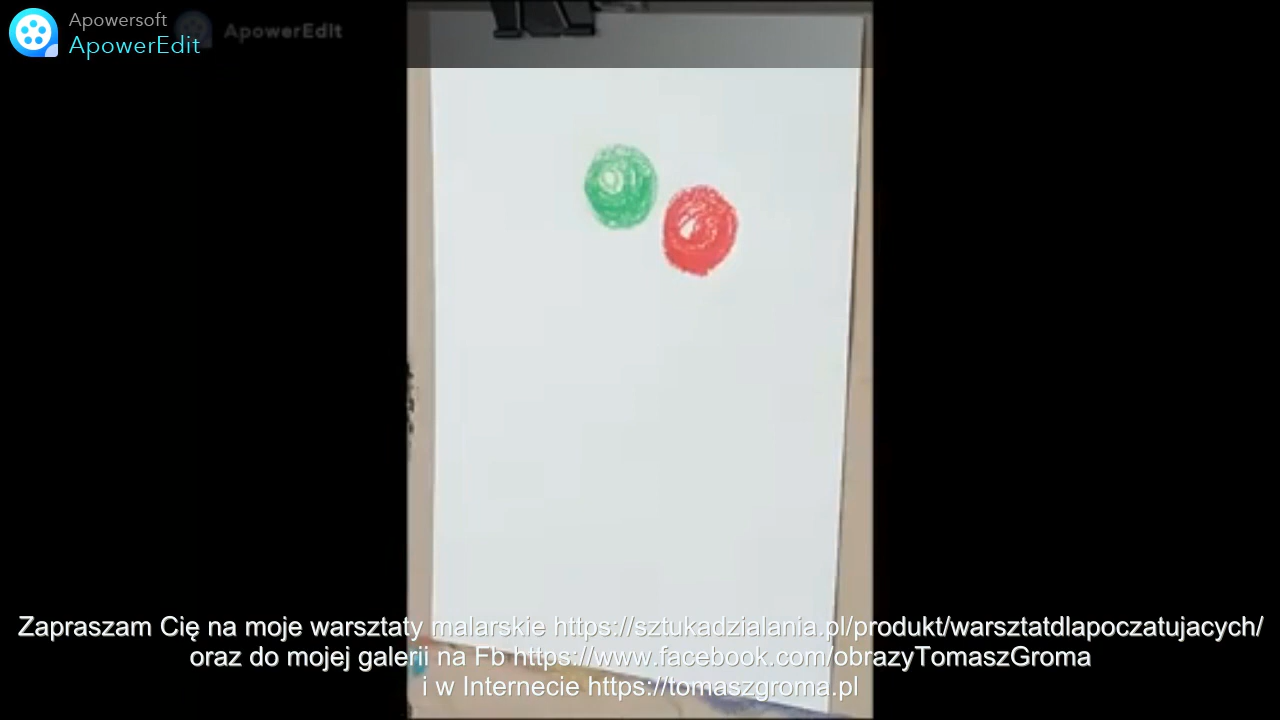 Apowersoft
ApowerEdit
ApowerEdit
Zapraszam Cię na moje warsztaty malarskie https://sztukadzialania.pl/produkt/warsztatdlapoczatujacych/
oraz do mojej galerii na Fb https://www.facebook.com/obrazyTomaszGroma
i w Internecie https://tomaszgroma.pl